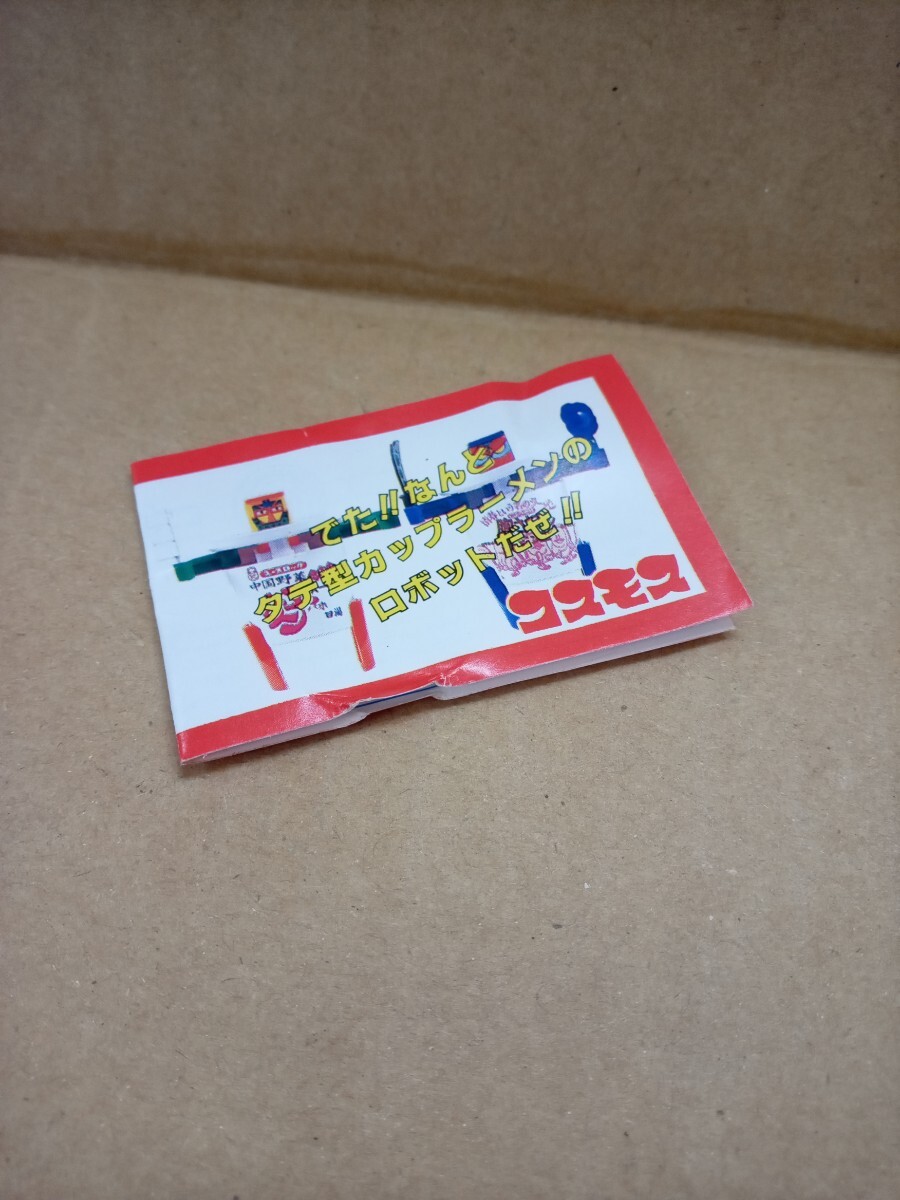 でた!!なんと
タテ型カップラーメンの
ロボットだぜ!!
コスモス
中国野菜